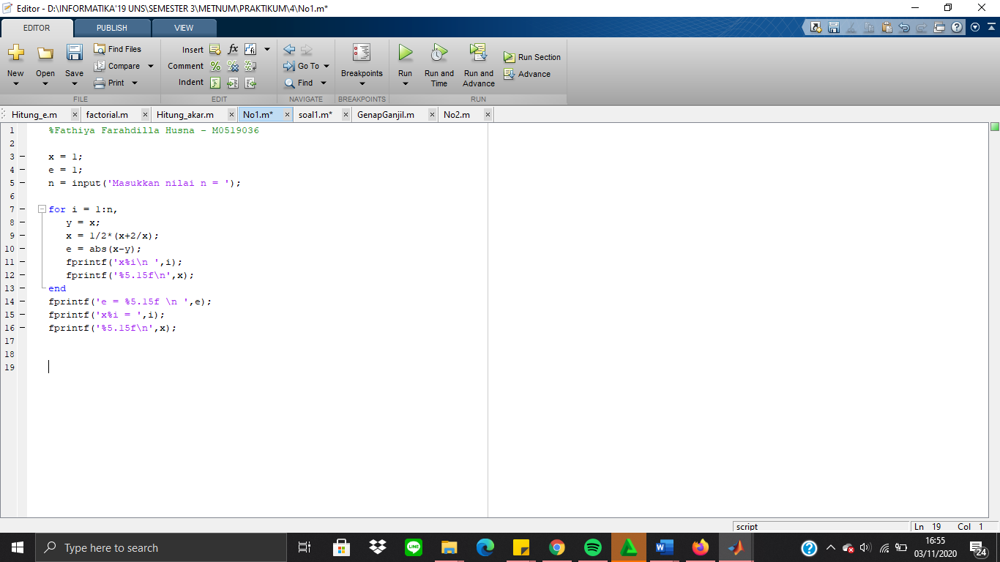 Editor - D:\INFORMATIKA'19 UNS\SEMESTER 3\METNUM\PRAKTIKUM\4\No1.m*
EDITOR PUBLISH VIEW
New Open Save Find Files Compare Print
Insert fx Comment Indent
Go To Find
Breakpoints
Run Run and Time Run and Advance Run Section Advance
FILE EDIT NAVIGATE BREAKPOINTS RUN
Hitung_e.m × factorial.m × Hitung_akar.m × No1.m* × soal1.m* × GenapGanjil.m × No2.m ×
1 %Fathiya Farahdilla Husna - M0519036
2
3 x = 1;
4 e = 1;
5 n = input('Masukkan nilai n = ');
6
7 for i = 1:n,
8 y = x;
9 x = 1/2*(x+2/x);
10 e = abs(x-y);
11 fprintf('x%i\n ',i);
12 fprintf('%5.15f\n',x);
13 end
14 fprintf('e = %5.15f \n ',e);
15 fprintf('x%i = ',i);
16 fprintf('%5.15f\n',x);
17
18
19
script Ln 19 Col 1
Type here to search
LINE
16:55
03/11/2020
24